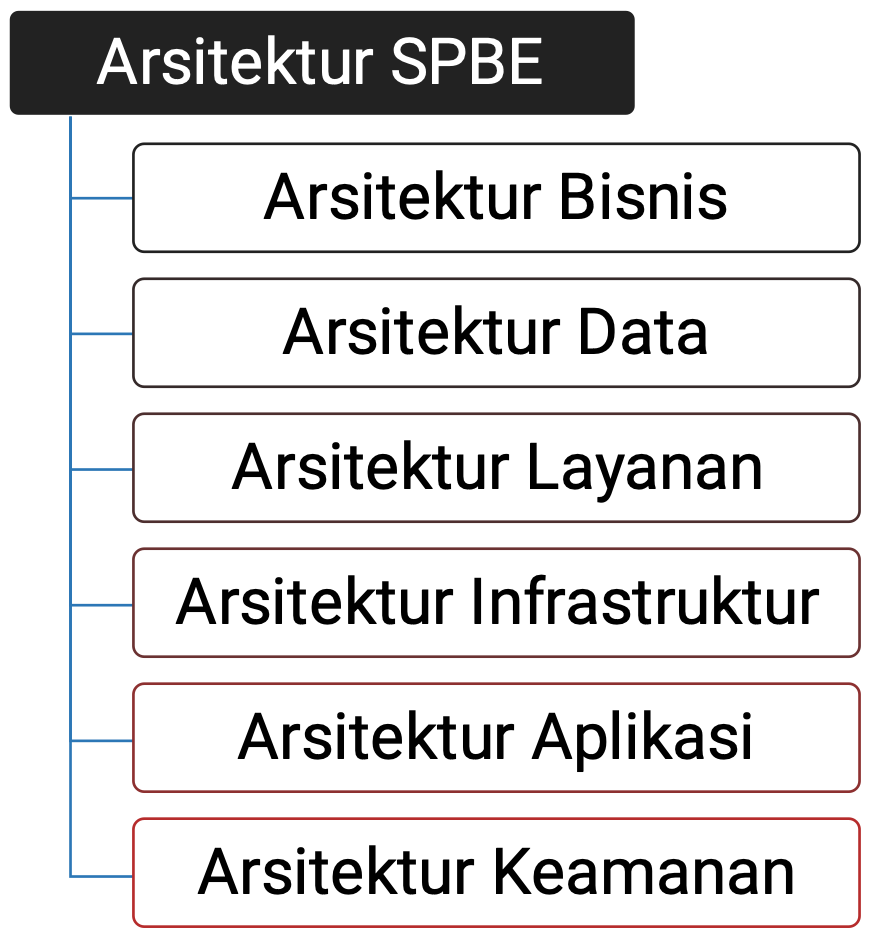 Arsitektur SPBE
Arsitektur Bisnis
Arsitektur Data
Arsitektur Layanan
Arsitektur Infrastruktur
Arsitektur Aplikasi
Arsitektur Keamanan